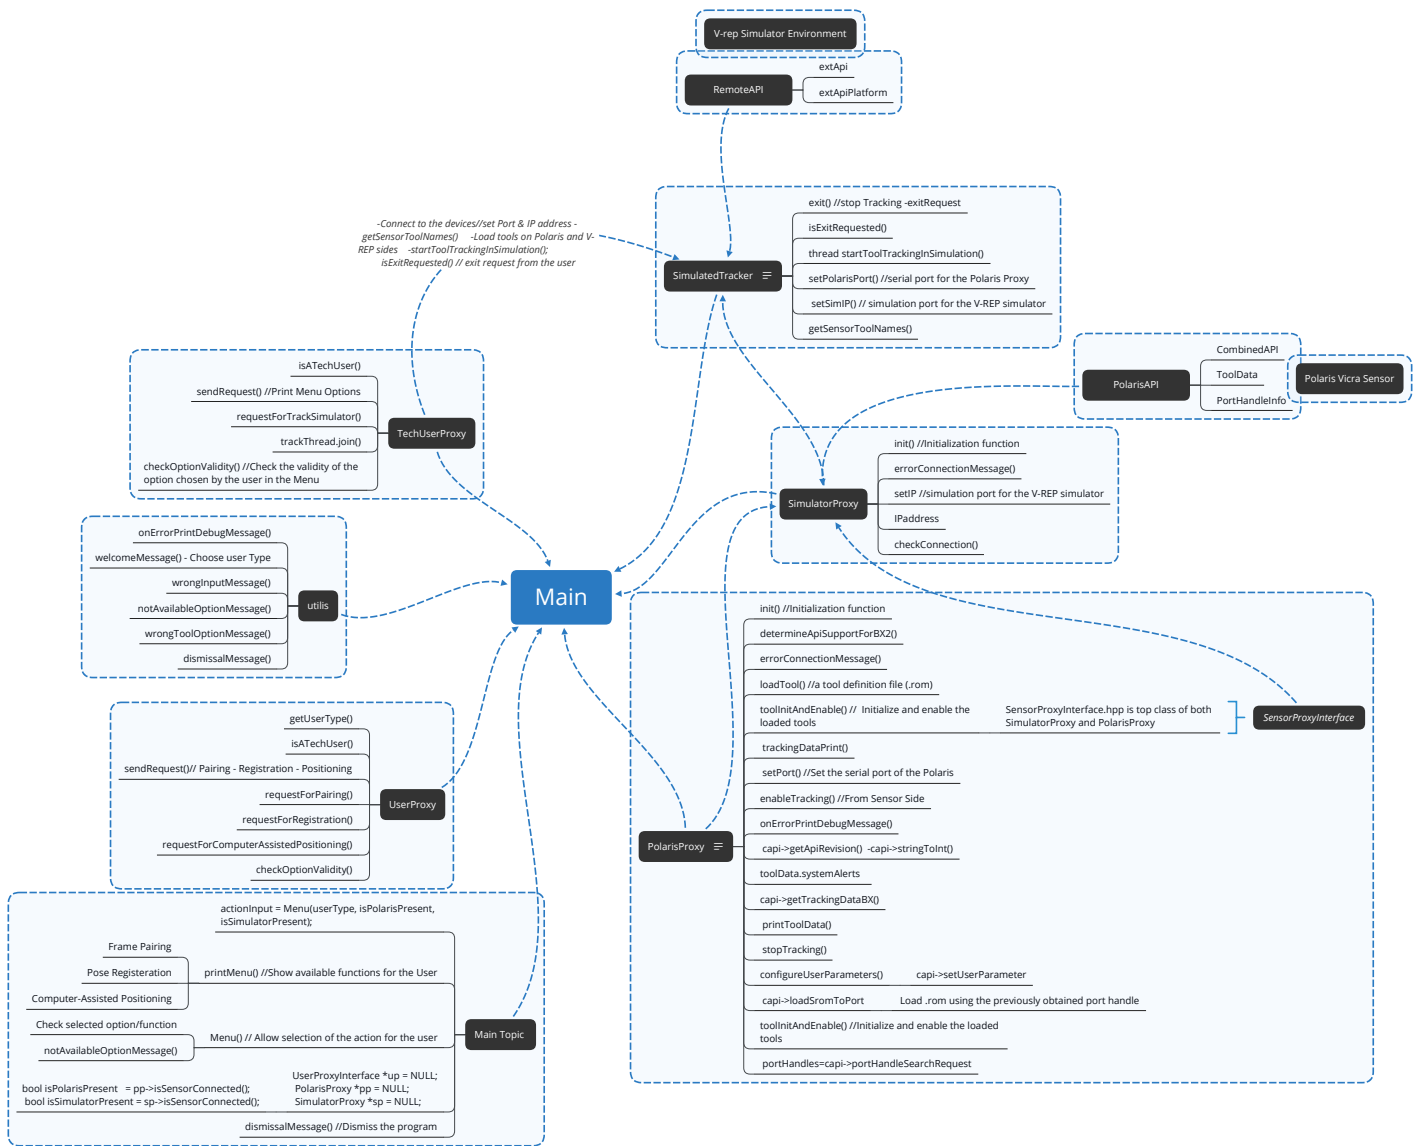 V-rep Simulator Environment
RemoteAPI
extApi
extApiPlatform
SimulatedTracker
exit() //stop Tracking -exitRequest
isExitRequested()
thread startToolTrackingInSimulation()
setPolarisPort() //serial port for the Polaris Proxy
setSimIP() // simulation port for the V-REP simulator
getSensorToolNames()
-Connect to the devices//set Port & IP address -
getSensorToolNames() -Load tools on Polaris and V-
REP sides -startToolTrackingInSimulation();
isExitRequested() // exit request from the user
PolarisAPI
CombinedAPI
ToolData
PortHandleInfo
Polaris Vicra Sensor
TechUserProxy
isATechUser()
sendRequest() //Print Menu Options
requestForTrackSimulator()
trackThread.join()
checkOptionValidity() //Check the validity of the
option chosen by the user in the Menu
SimulatorProxy
init() //Initialization function
errorConnectionMessage()
setIP //simulation port for the V-REP simulator
IPaddress
checkConnection()
utilis
onErrorPrintDebugMessage()
welcomeMessage() - Choose user Type
wrongInputMessage()
notAvailableOptionMessage()
wrongToolOptionMessage()
dismissalMessage()
Main
PolarisProxy
init() //Initialization function
determineApiSupportForBX2()
errorConnectionMessage()
loadTool() //a tool definition file (.rom)
toolInitAndEnable() // Initialize and enable the
loaded tools
SensorProxyInterface.hpp is top class of both
SimulatorProxy and PolarisProxy
SensorProxyInterface
trackingDataPrint()
setPort() //Set the serial port of the Polaris
enableTracking() //From Sensor Side
onErrorPrintDebugMessage()
capi->getApiRevision() -capi->stringToInt()
toolData.systemAlerts
capi->getTrackingDataBX()
printToolData()
stopTracking()
configureUserParameters()
capi->setUserParameter
capi->loadSromToPort
Load .rom using the previously obtained port handle
toolInitAndEnable() //Initialize and enable the loaded
tools
portHandles=capi->portHandleSearchRequest
UserProxy
getUserType()
isATechUser()
sendRequest()// Pairing - Registration - Positioning
requestForPairing()
requestForRegistration()
requestForComputerAssistedPositioning()
checkOptionValidity()
Main Topic
actionInput = Menu(userType, isPolarisPresent,
isSimulatorPresent);
printMenu() //Show available functions for the User
Frame Pairing
Pose Registeration
Computer-Assisted Positioning
Menu() // Allow selection of the action for the user
Check selected option/function
notAvailableOptionMessage()
UserProxyInterface *up = NULL;
PolarisProxy *pp = NULL;
SimulatorProxy *sp = NULL;
bool isPolarisPresent = pp->isSensorConnected();
bool isSimulatorPresent = sp->isSensorConnected();
dismissalMessage() //Dismiss the program